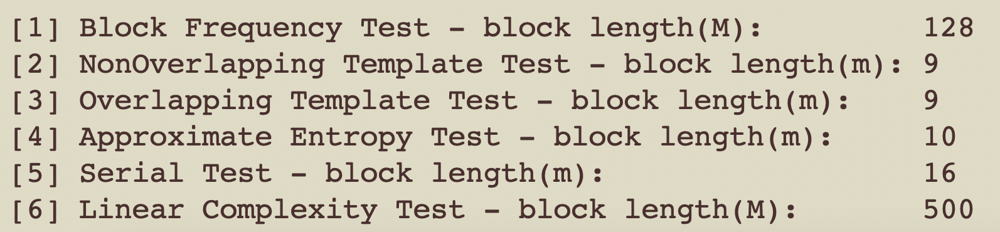 [1] Block Frequency Test - block length(M):         128
[2] NonOverlapping Template Test - block length(m): 9
[3] Overlapping Template Test - block length(m):    9
[4] Approximate Entropy Test - block length(m):     10
[5] Serial Test - block length(m):                  16
[6] Linear Complexity Test - block length(M):       500